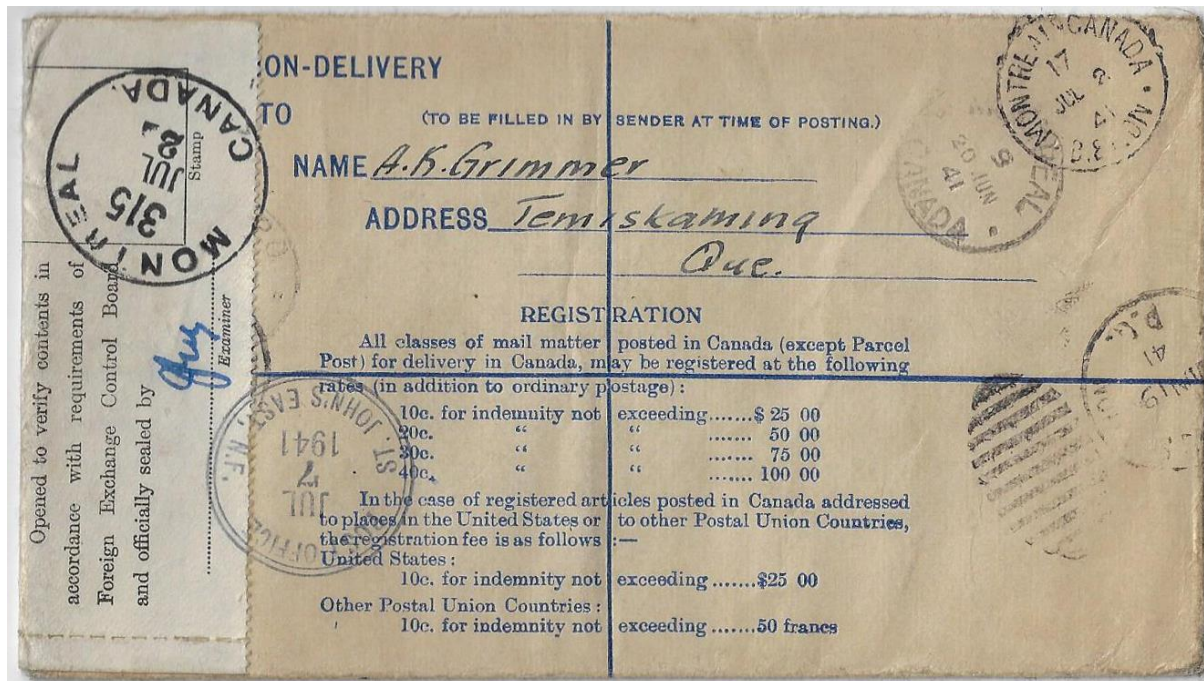 ON-DELIVERY
TO (TO BE FILLED IN BY SENDER AT TIME OF POSTING.)
NAME A.K.Grimmer
ADDRESS Temiskaming
Que.
REGISTRATION
All classes of mail matter posted in Canada (except Parcel
Post) for delivery in Canada, may be registered at the following
rates (in addition to ordinary postage):
10c. for indemnity not exceeding.......$ 25 00
20c. “ “ ....... 50 00
30c. “ “ ....... 75 00
40c. “ “ ....... 100 00
In the case of registered articles posted in Canada addressed
to places in the United States or to other Postal Union Countries,
the registration fee is as follows :—
United States :
10c. for indemnity not exceeding.......$25 00
Other Postal Union Countries :
10c. for indemnity not exceeding.......50 francs
Opened to verify contents in
accordance with requirements of
Foreign Exchange Control Board
and officially sealed by
Examiner
Stamp
MONTREAL CANADA
315
JUL
MONTREAL CANADA
17
JUL
41
MONTREAL
CANADA
20 JUN
41
ST. JOHN'S EAST, N.F.
JUL
7
1941
P.Q.
41